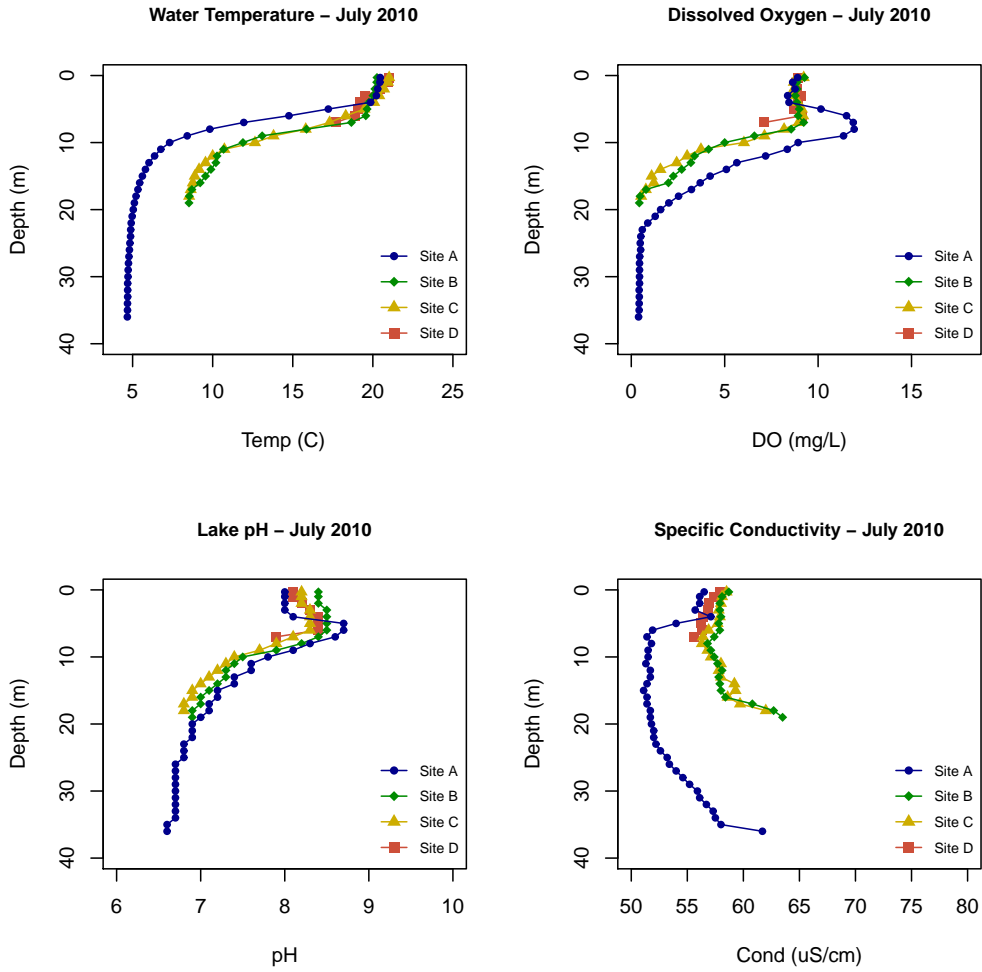 Water Temperature – July 2010
0
10
20
30
40
Depth (m)
Site A
Site B
Site C
Site D
5 10 15 20 25
Temp (C)
Dissolved Oxygen – July 2010
0
10
20
30
40
Depth (m)
Site A
Site B
Site C
Site D
0 5 10 15
DO (mg/L)
Lake pH – July 2010
0
10
20
30
40
Depth (m)
Site A
Site B
Site C
Site D
6 7 8 9 10
pH
Specific Conductivity – July 2010
0
10
20
30
40
Depth (m)
Site A
Site B
Site C
Site D
50 55 60 65 70 75 80
Cond (uS/cm)